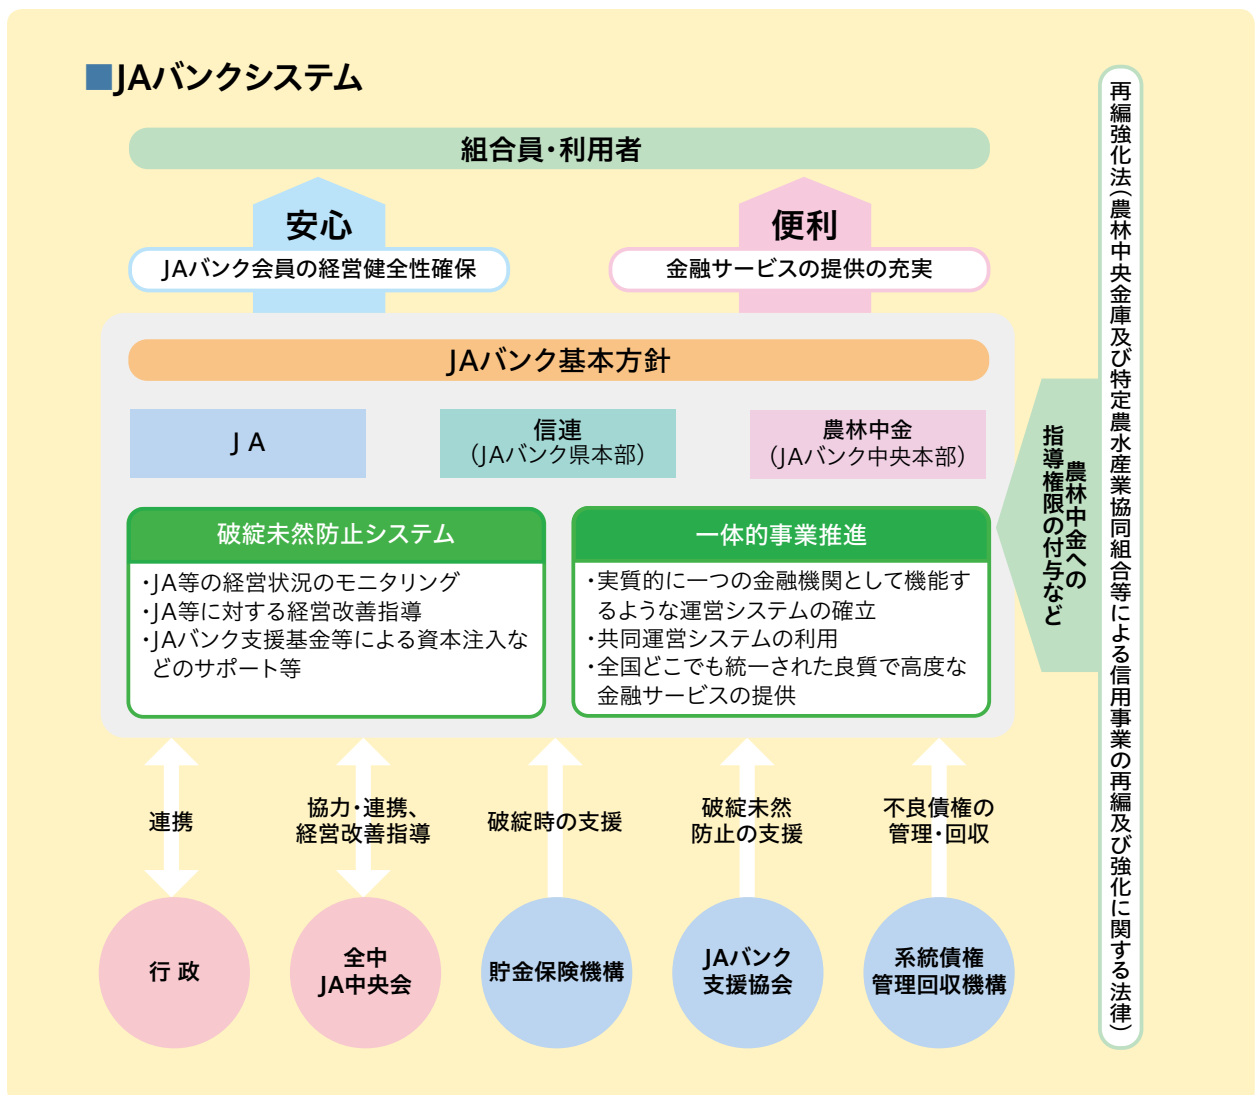 ■JAバンクシステム
組合員・利用者
安心
JAバンク会員の経営健全性確保
便利
金融サービスの提供の充実
JAバンク基本方針
J A
信連
（JAバンク県本部）
農林中金
（JAバンク中央本部）
破綻未然防止システム
・JA等の経営状況のモニタリング
・JA等に対する経営改善指導
・JAバンク支援基金等による資本注入な
どのサポート等
一体的事業推進
・実質的に一つの金融機関として機能す
るような運営システムの確立
・共同運営システムの利用
・全国どこでも統一された良質で高度な
金融サービスの提供
農林中金への
指導権限の付与など
再編強化法（農林中央金庫及び特定農水産業協同組合等による信用事業の再編及び強化に関する法律）
連携
協力・連携、
経営改善指導
破綻時の支援
破綻未然
防止の支援
不良債権の
管理・回収
行 政
全中
JA中央会
貯金保険機構
JAバンク
支援協会
系統債権
管理回収機構